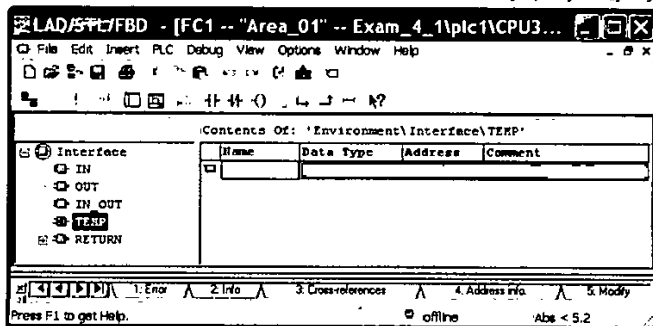 LAD/STL/FBD - [FC1 -- "Area_01" -- Exam_4_1\plc1\CPU3...
File Edit Insert PLC Debug View Options Window Help
Contents Of: 'Environment\Interface\TEMP'
Interface
Name Data Type Address Comment
IN
OUT
IN_OUT
TEMP
RETURN
1: Error 2: Info 3: Cross-references 4: Address info. 5: Modify
Press F1 to get Help. offline Abs < 5.2